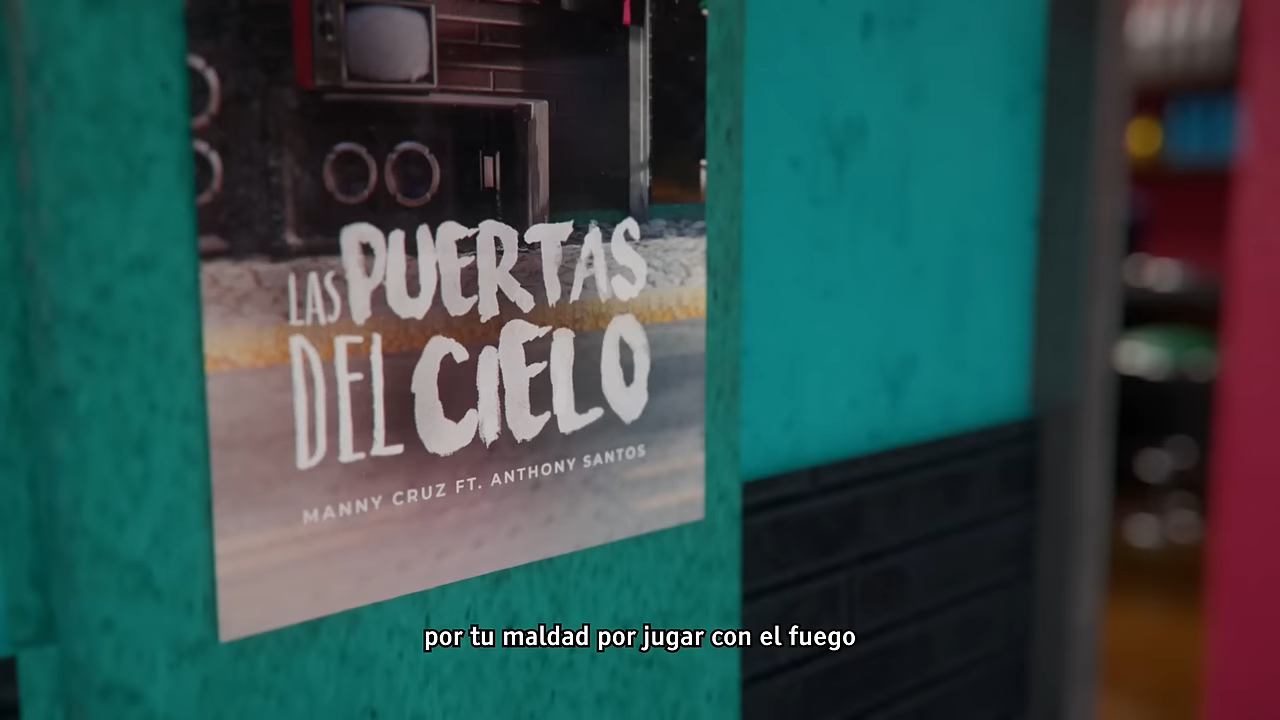 LAS PUERTAS
DEL CIELO
MANNY CRUZ FT. ANTHONY SANTOS
por tu maldad por jugar con el fuego